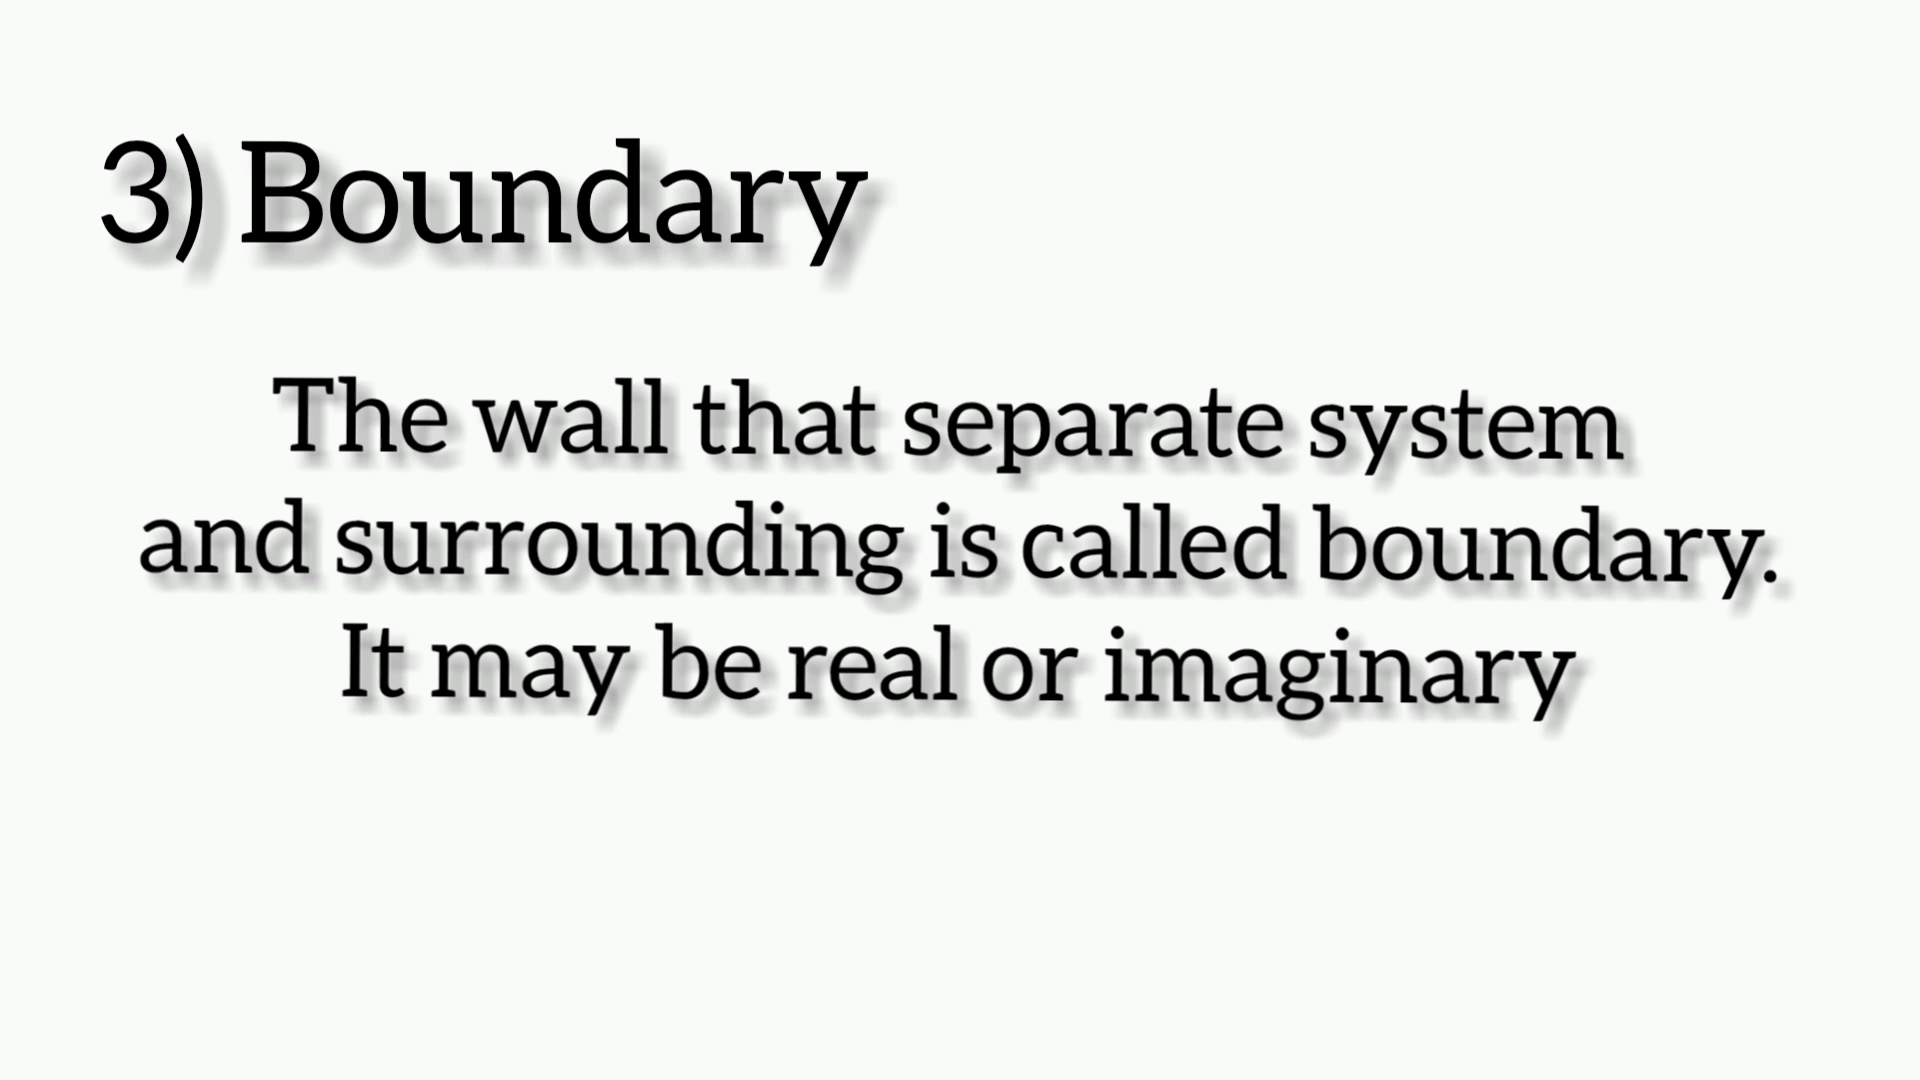 3) Boundary
The wall that separate system
and surrounding is called boundary.
It may be real or imaginary